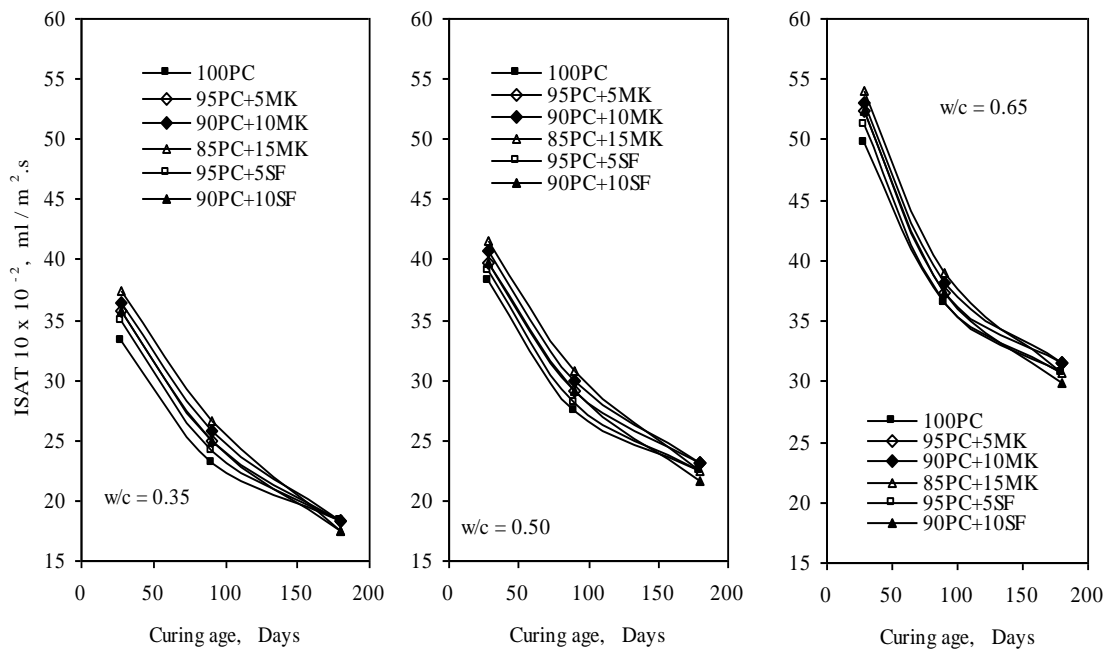 ISAT 10 x 10 ⁻², ml / m².s
60
55
50
45
40
35
30
25
20
15
100PC
95PC+5MK
90PC+10MK
85PC+15MK
95PC+5SF
90PC+10SF
w/c = 0.35
0 50 100 150 200
Curing age, Days
60
55
50
45
40
35
30
25
20
15
100PC
95PC+5MK
90PC+10MK
85PC+15MK
95PC+5SF
90PC+10SF
w/c = 0.50
0 50 100 150 200
Curing age, Days
60
55
50
45
40
35
30
25
20
15
w/c = 0.65
100PC
95PC+5MK
90PC+10MK
85PC+15MK
95PC+5SF
90PC+10SF
0 50 100 150 200
Curing age, Days